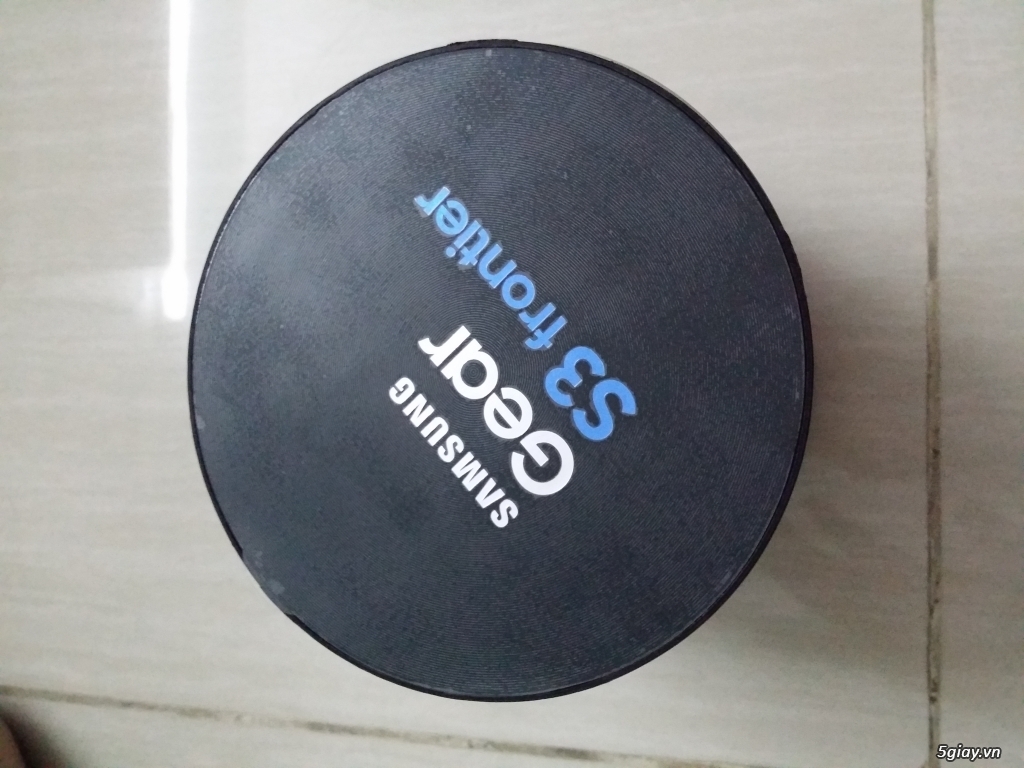 SAMSUNG
Gear
S3 frontier
5giay.vn